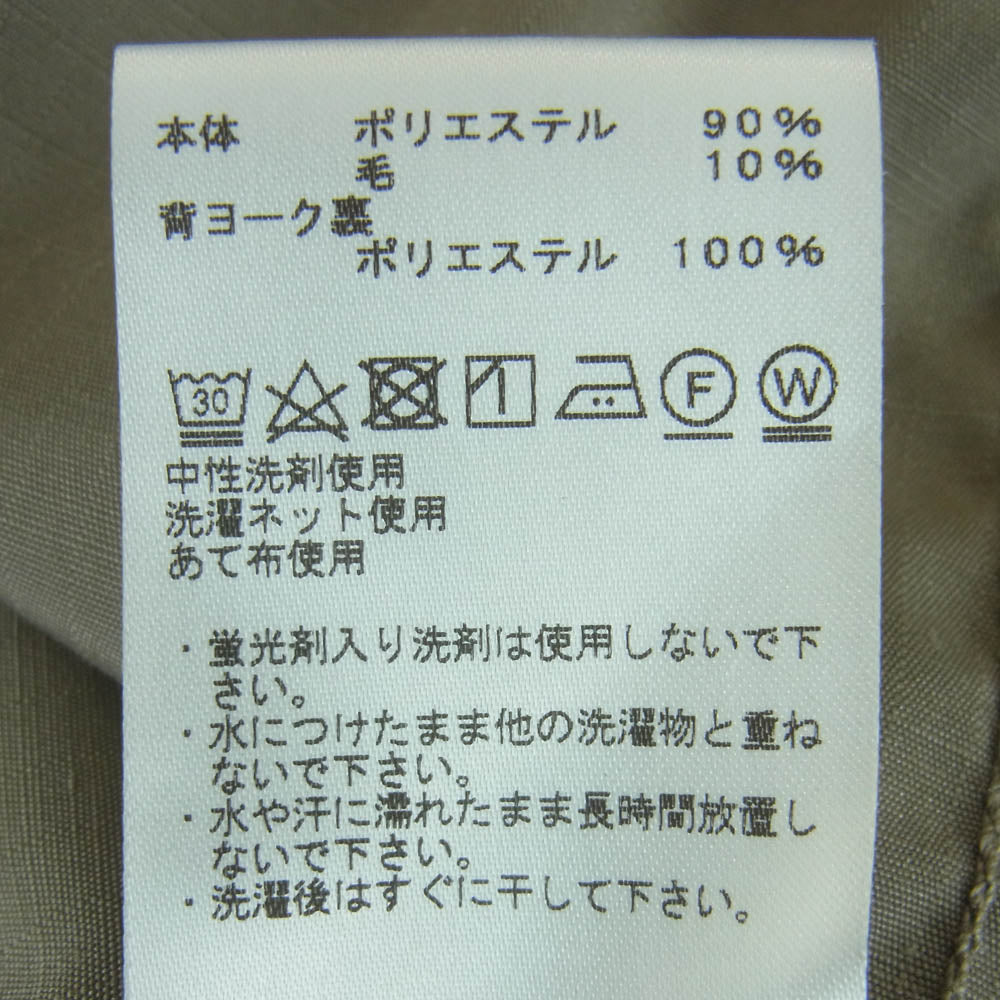 本体 ポリエステル 90%
毛 10%
背ヨーク裏
ポリエステル 100%
30 F W
中性洗剤使用
洗濯ネット使用
あて布使用
・蛍光剤入り洗剤は使用しないで下
さい。
・水につけたまま他の洗濯物と重ね
ないで下さい。
・水や汗に濡れたまま長時間放置し
ないで下さい。
・洗濯後はすぐに干して下さい。